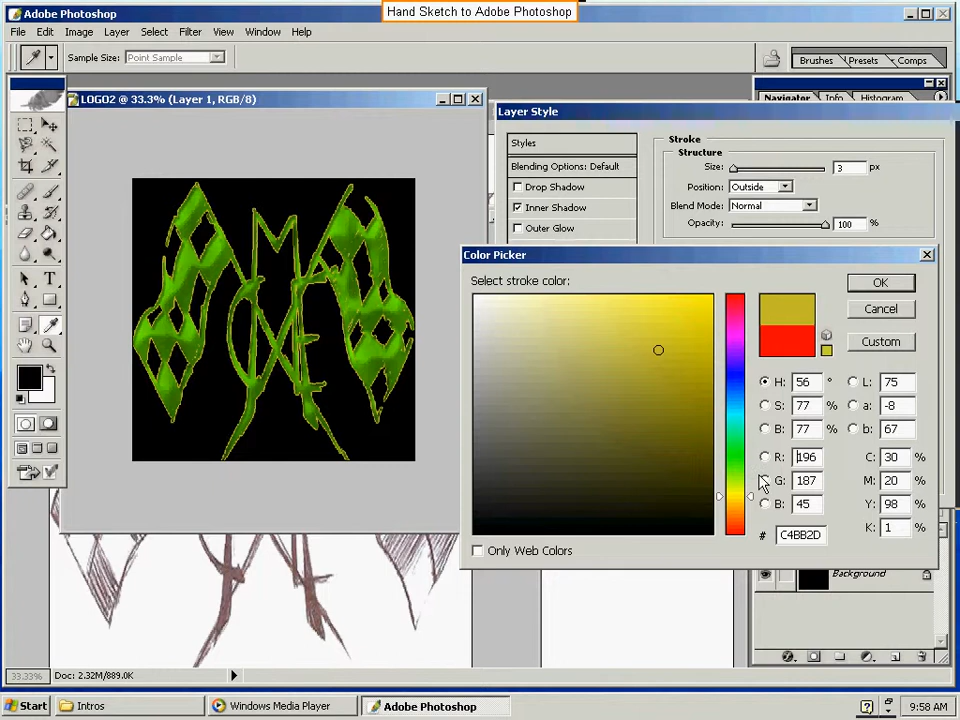 Hand Sketch to Adobe Photoshop
Adobe Photoshop
File Edit Image Layer Select Filter View Window Help
Sample Size: Point Sample
Brushes Presets Comps
LOGO2 @ 33.3% (Layer 1, RGB/8)
Navigator Info Histogram
Layer Style
Styles
Blending Options: Default
Drop Shadow
Inner Shadow
Outer Glow
Stroke
Structure
Size: 3 px
Position: Outside
Blend Mode: Normal
Opacity: 100 %
Color Picker
Select stroke color:
OK
Cancel
Custom
H: 56 °
S: 77 %
B: 77 %
R: 196
G: 187
B: 45
L: 75
a: -8
b: 67
C: 30 %
M: 20 %
Y: 98 %
K: 1 %
# C4BB2D
Only Web Colors
Background
33.33% Doc: 2.32M/889.0K
Start Intros Windows Media Player Adobe Photoshop 9:58 AM